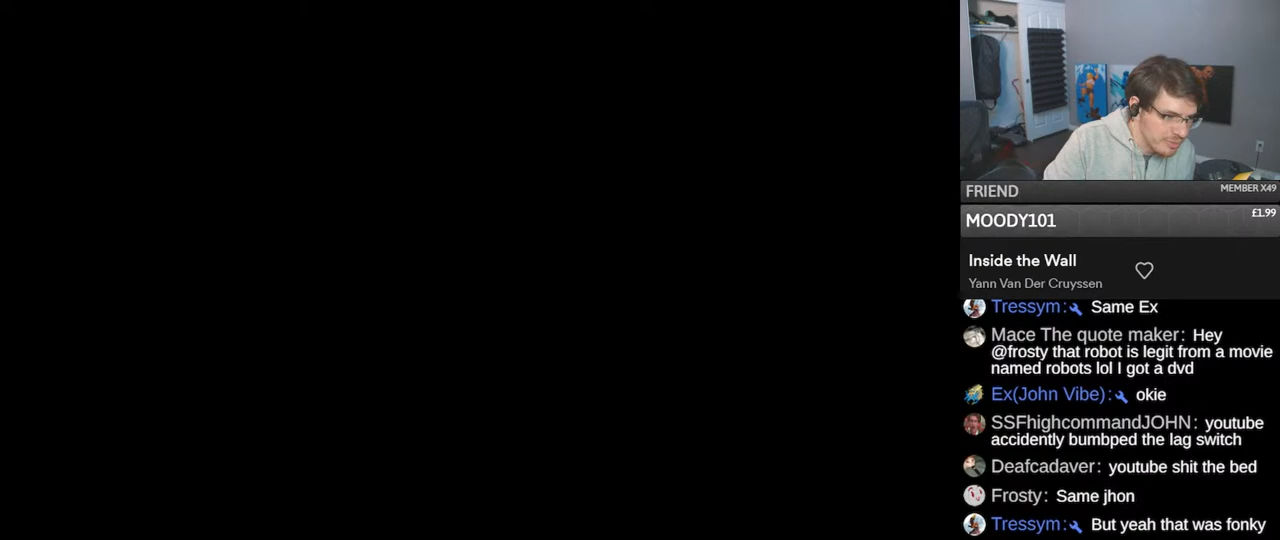 FRIEND MEMBER X49
MOODY101 £1.99
Inside the Wall
Yann Van Der Cruyssen
Tressym: Same Ex
Mace The quote maker: Hey
@frosty that robot is legit from a movie
named robots lol I got a dvd
Ex(John Vibe): okie
SSFhighcommandJOHN: youtube
accidently bumbped the lag switch
Deafcadaver: youtube shit the bed
Frosty: Same jhon
Tressym: But yeah that was fonky